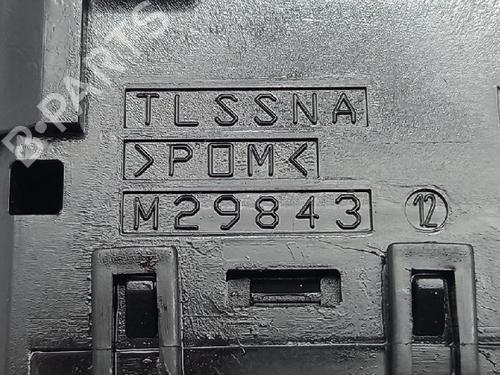 B-PARTS
TLSSNA
>POM<
M29843 12